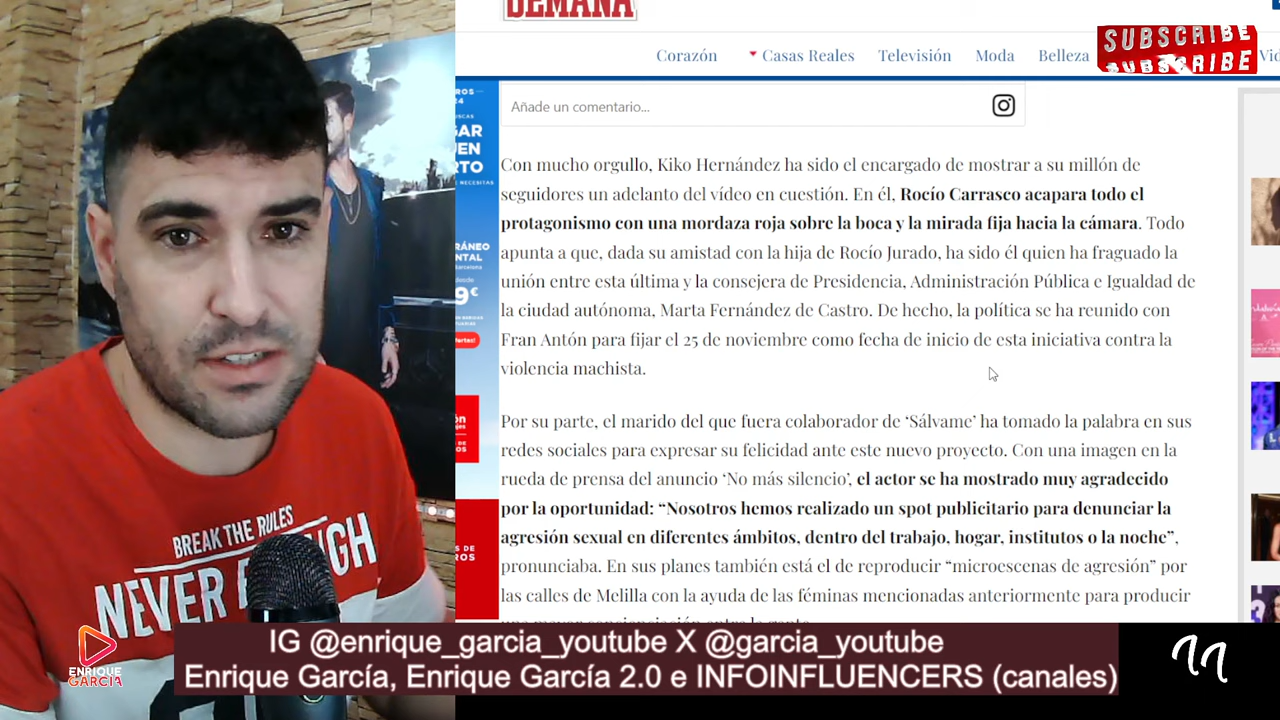 SEMANA
SUBSCRIBE
SUBSCRIBE
Corazón Casas Reales Televisión Moda Belleza
Añade un comentario...
Con mucho orgullo, Kiko Hernández ha sido el encargado de mostrar a su millón de
seguidores un adelanto del vídeo en cuestión. En él, Rocío Carrasco acapara todo el
protagonismo con una mordaza roja sobre la boca y la mirada fija hacia la cámara. Todo
apunta a que, dada su amistad con la hija de Rocío Jurado, ha sido él quien ha fraguado la
unión entre esta última y la consejera de Presidencia, Administración Pública e Igualdad de
la ciudad autónoma, Marta Fernández de Castro. De hecho, la política se ha reunido con
Fran Antón para fijar el 25 de noviembre como fecha de inicio de esta iniciativa contra la
violencia machista.
Por su parte, el marido del que fuera colaborador de ‘Sálvame’ ha tomado la palabra en sus
redes sociales para expresar su felicidad ante este nuevo proyecto. Con una imagen en la
rueda de prensa del anuncio ‘No más silencio’, el actor se ha mostrado muy agradecido
por la oportunidad: “Nosotros hemos realizado un spot publicitario para denunciar la
agresión sexual en diferentes ámbitos, dentro del trabajo, hogar, institutos o la noche”,
pronunciaba. En sus planes también está el de reproducir “microescenas de agresión” por
las calles de Melilla con la ayuda de las féminas mencionadas anteriormente para producir
BREAK THE RULES
NEVER
ENRIQUE
GARCÍA
IG @enrique_garcia_youtube X @garcia_youtube
Enrique García, Enrique García 2.0 e INFOINFLUENCERS (canales)